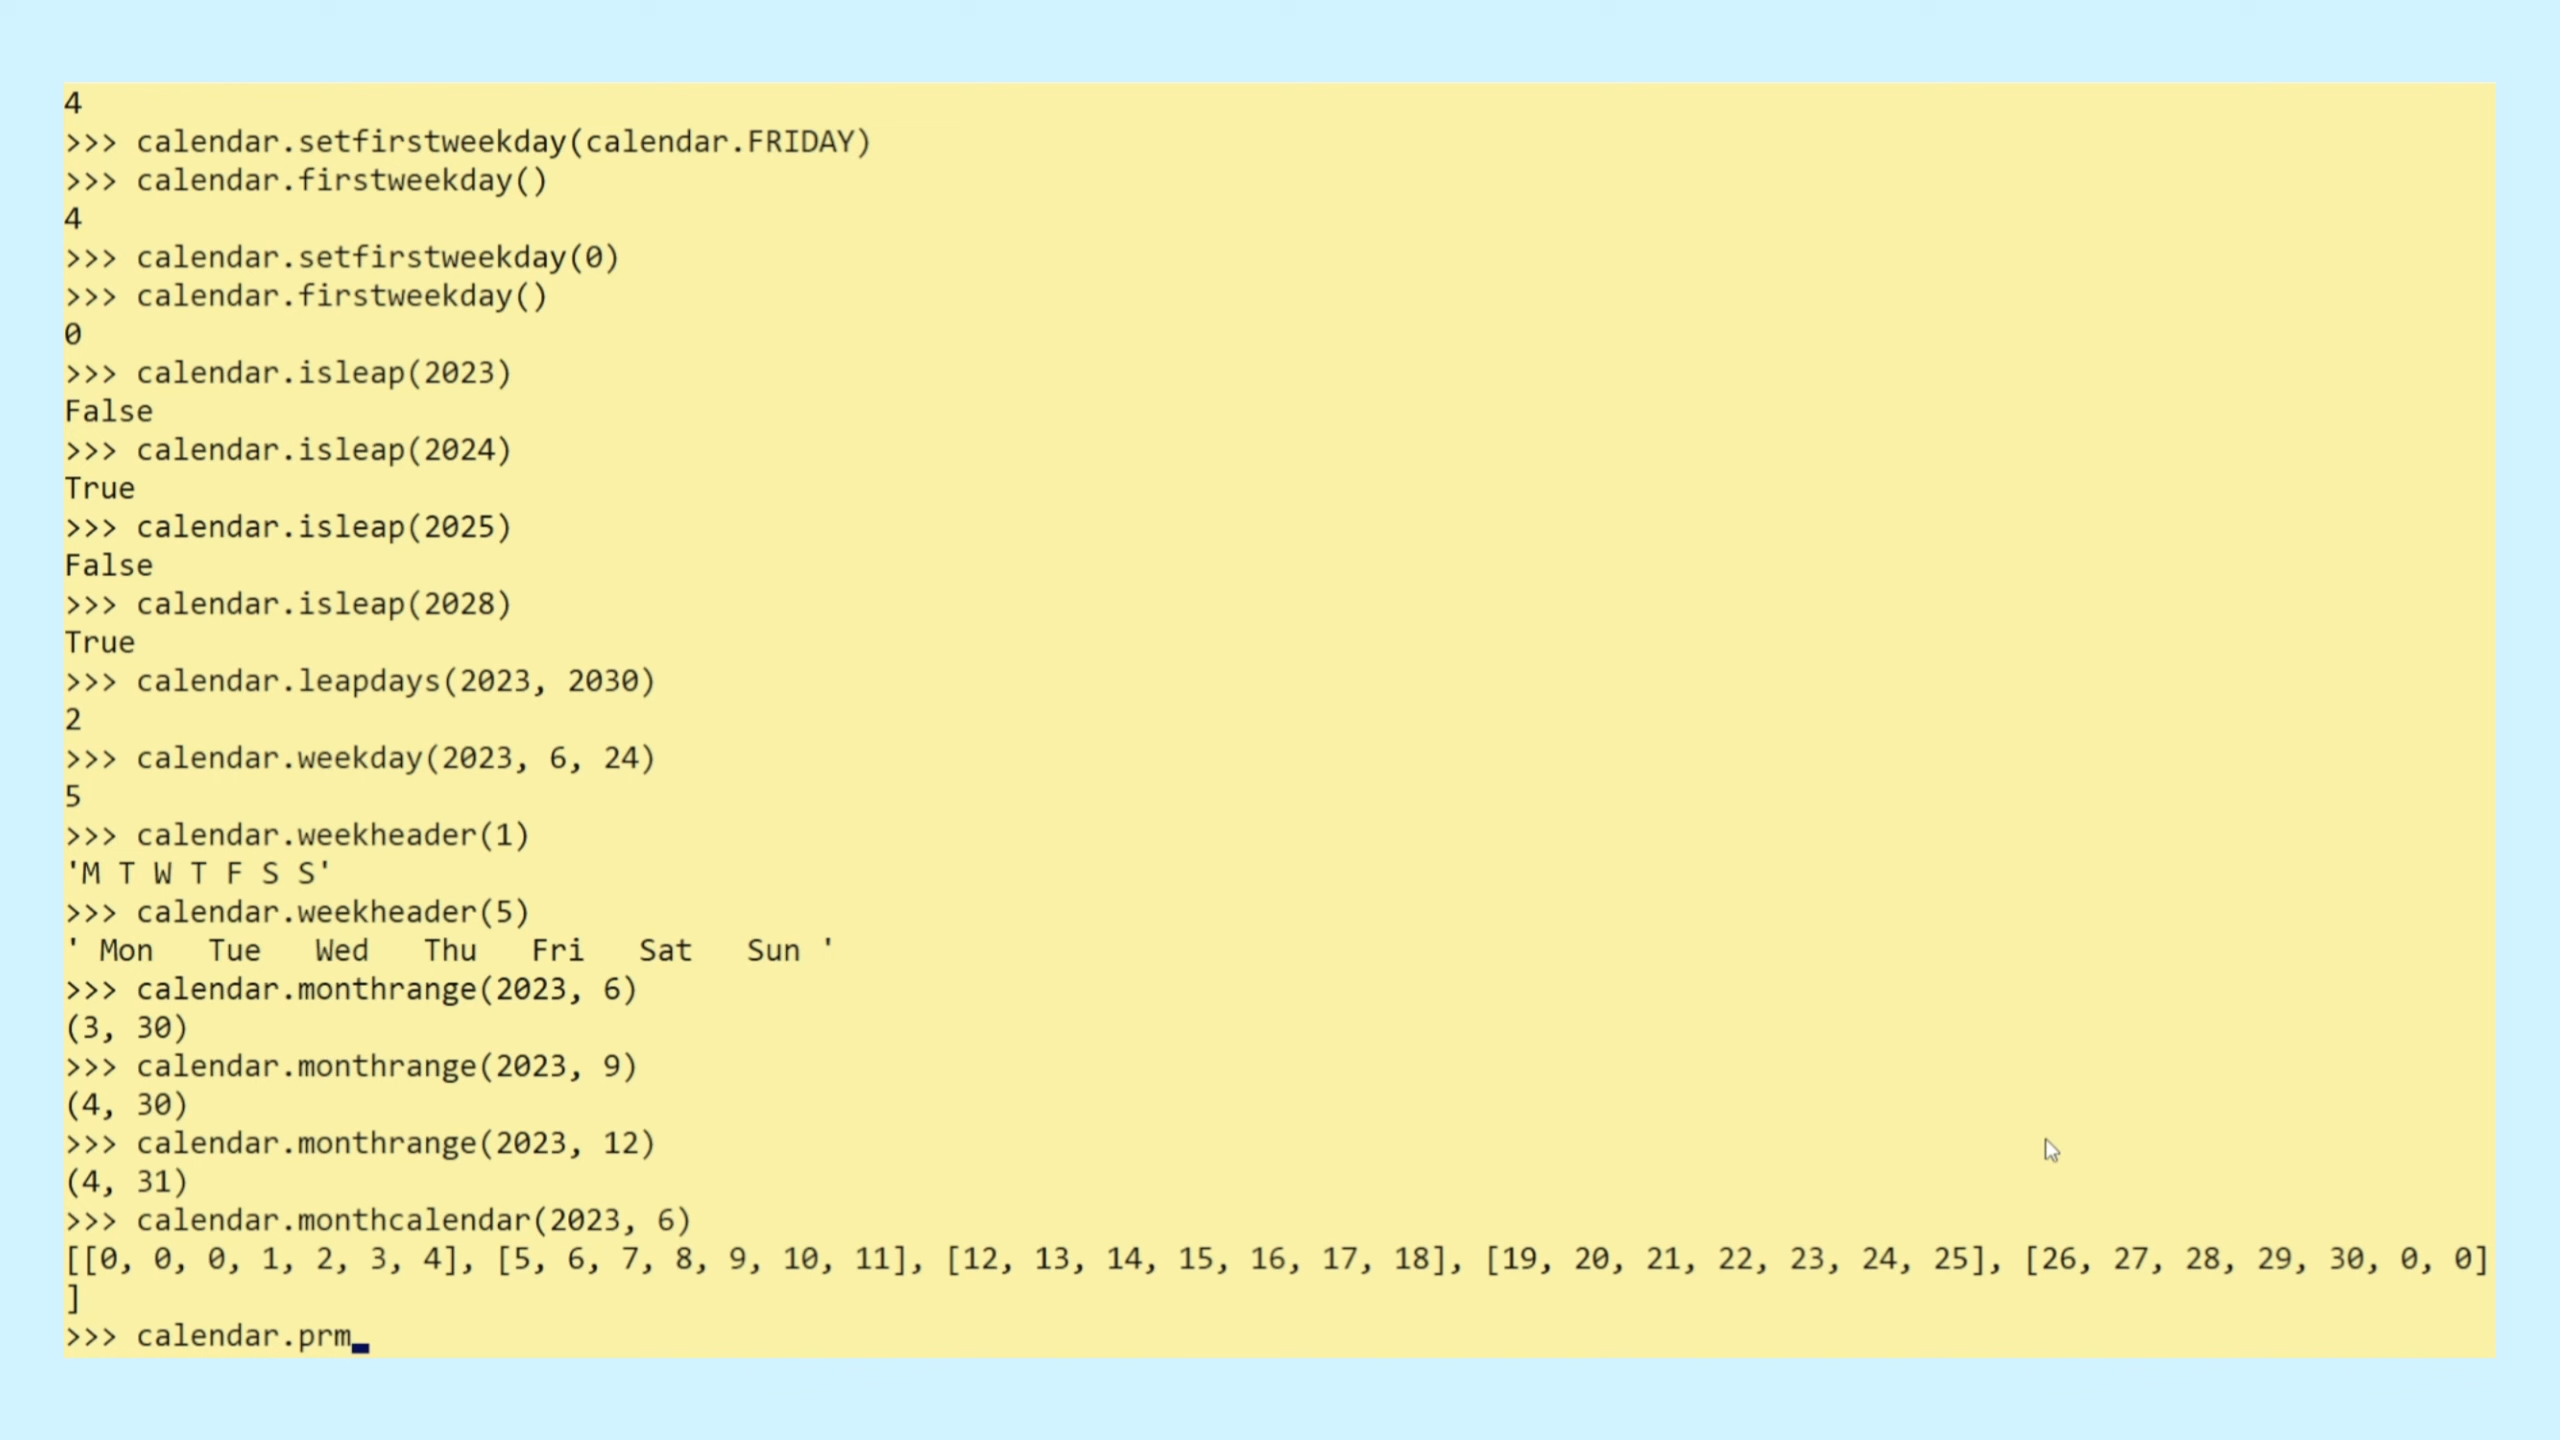 4
>>> calendar.setfirstweekday(calendar.FRIDAY)
>>> calendar.firstweekday()
4
>>> calendar.setfirstweekday(0)
>>> calendar.firstweekday()
0
>>> calendar.isleap(2023)
False
>>> calendar.isleap(2024)
True
>>> calendar.isleap(2025)
False
>>> calendar.isleap(2028)
True
>>> calendar.leapdays(2023, 2030)
2
>>> calendar.weekday(2023, 6, 24)
5
>>> calendar.weekheader(1)
'M T W T F S S'
>>> calendar.weekheader(5)
' Mon   Tue   Wed   Thu   Fri   Sat   Sun '
>>> calendar.monthrange(2023, 6)
(3, 30)
>>> calendar.monthrange(2023, 9)
(4, 30)
>>> calendar.monthrange(2023, 12)
(4, 31)
>>> calendar.monthcalendar(2023, 6)
[[0, 0, 0, 1, 2, 3, 4], [5, 6, 7, 8, 9, 10, 11], [12, 13, 14, 15, 16, 17, 18], [19, 20, 21, 22, 23, 24, 25], [26, 27, 28, 29, 30, 0, 0]
]
>>> calendar.prm